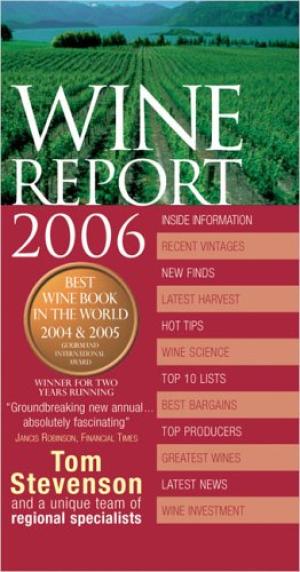 WINE
REPORT
2006
BEST
WINE BOOK
IN THE WORLD
2004 & 2005
GOURMAND
INTERNATIONAL
AWARD
WINNER FOR TWO
YEARS RUNNING
“Groundbreaking new annual...
absolutely fascinating”
JANCIS ROBINSON, FINANCIAL TIMES
Tom
Stevenson
and a unique team of
regional specialists
INSIDE INFORMATION
RECENT VINTAGES
NEW FINDS
LATEST HARVEST
HOT TIPS
WINE SCIENCE
TOP 10 LISTS
BEST BARGAINS
TOP PRODUCERS
GREATEST WINES
LATEST NEWS
WINE INVESTMENT